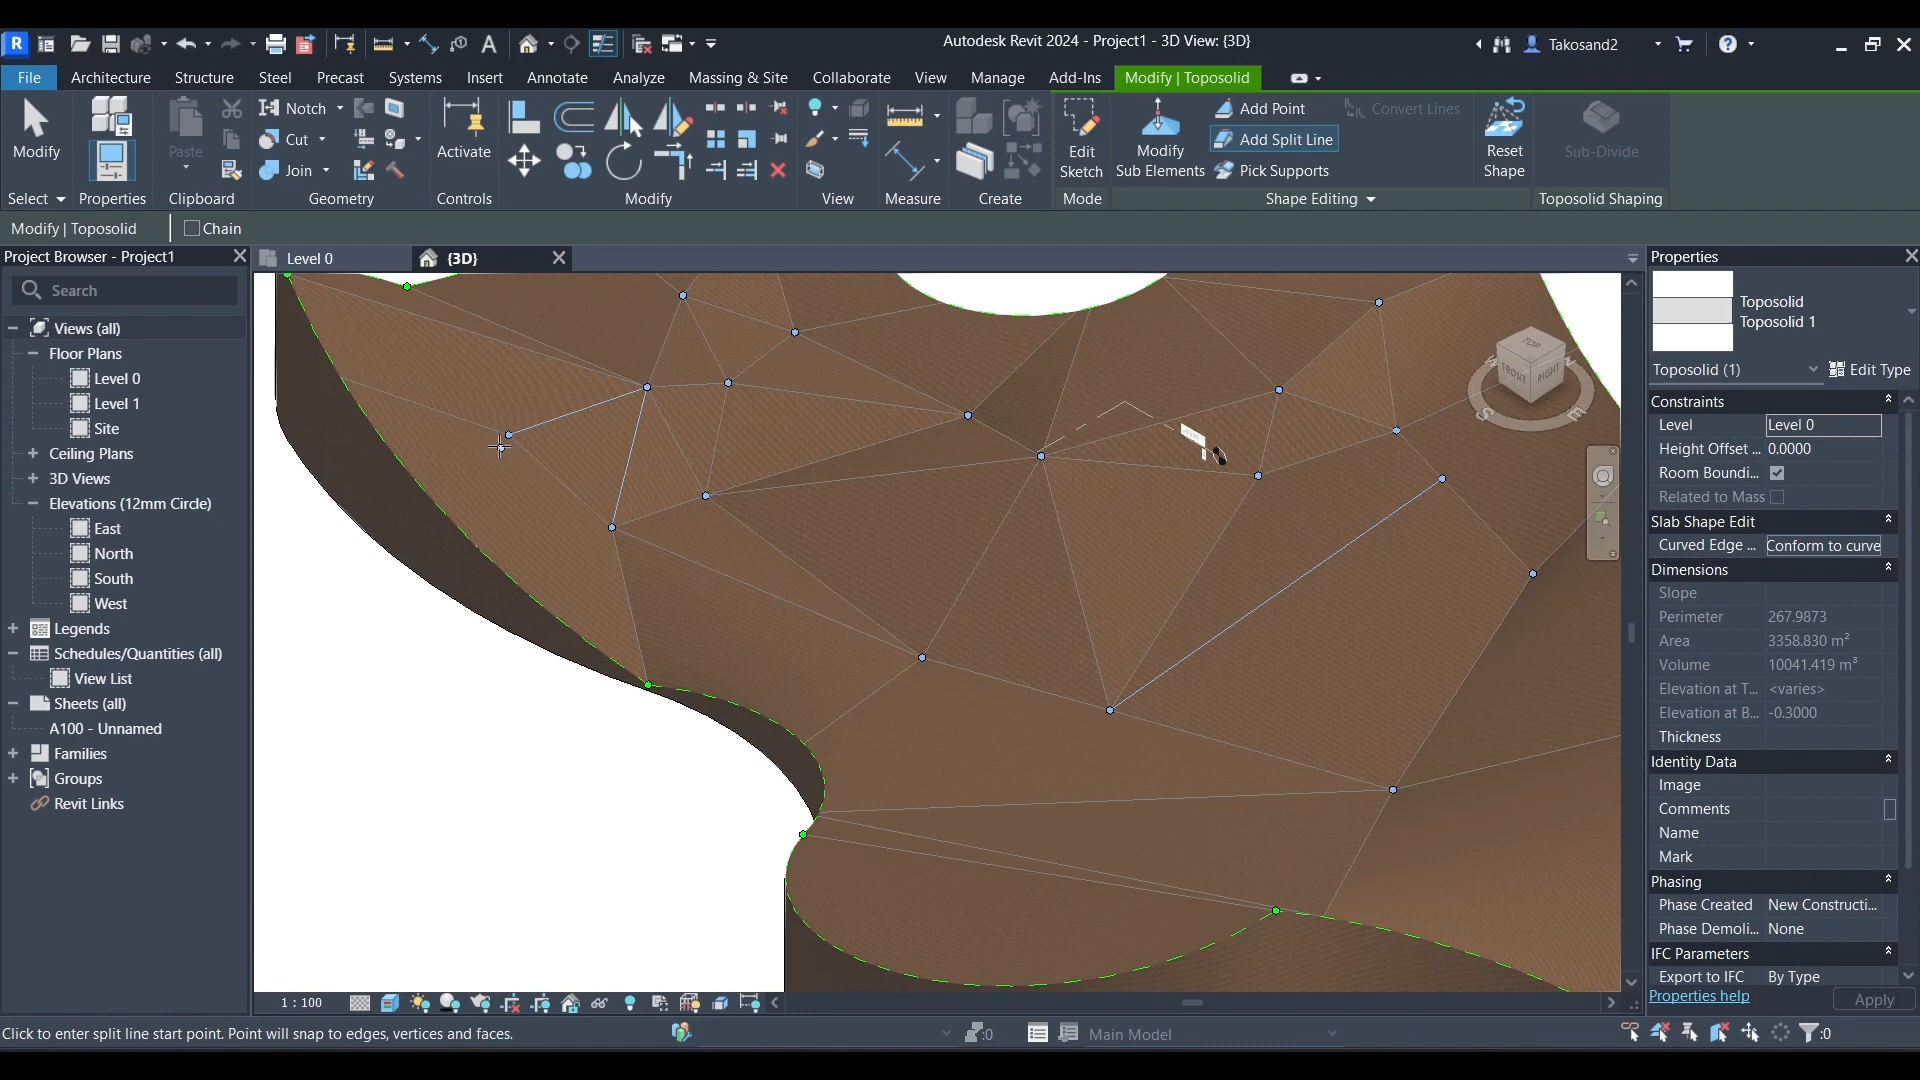 Autodesk Revit 2024 - Project1 - 3D View: {3D}
Takosand2
File
Architecture
Structure
Steel
Precast
Systems
Insert
Annotate
Analyze
Massing & Site
Collaborate
View
Manage
Add-Ins
Modify | Toposolid
Modify
Paste
Notch
Cut
Join
Activate
Edit
Sketch
Modify
Sub Elements
Add Point
Add Split Line
Pick Supports
Convert Lines
Reset
Shape
Sub-Divide
Select
Properties
Clipboard
Geometry
Controls
Modify
View
Measure
Create
Mode
Shape Editing
Toposolid Shaping
Modify | Toposolid
Chain
Project Browser - Project1
Search
Views (all)
Floor Plans
Level 0
Level 1
Site
Ceiling Plans
3D Views
Elevations (12mm Circle)
East
North
South
West
Legends
Schedules/Quantities (all)
View List
Sheets (all)
A100 - Unnamed
Families
Groups
Revit Links
Level 0
{3D}
TOP
FRONT
RIGHT
S
E
Properties
Toposolid
Toposolid 1
Toposolid (1)
Edit Type
Constraints
Level
Level 0
Height Offset ...
0.0000
Room Boundi...
Related to Mass
Slab Shape Edit
Curved Edge ...
Conform to curve
Dimensions
Slope
Perimeter
267.9873
Area
3358.830 m²
Volume
10041.419 m³
Elevation at T...
<varies>
Elevation at B...
-0.3000
Thickness
Identity Data
Image
Comments
Name
Mark
Phasing
Phase Created
New Constructi...
Phase Demoli...
None
IFC Parameters
Export to IFC
By Type
Properties help
Apply
1 : 100
Click to enter split line start point. Point will snap to edges, vertices and faces.
:0
Main Model
:0